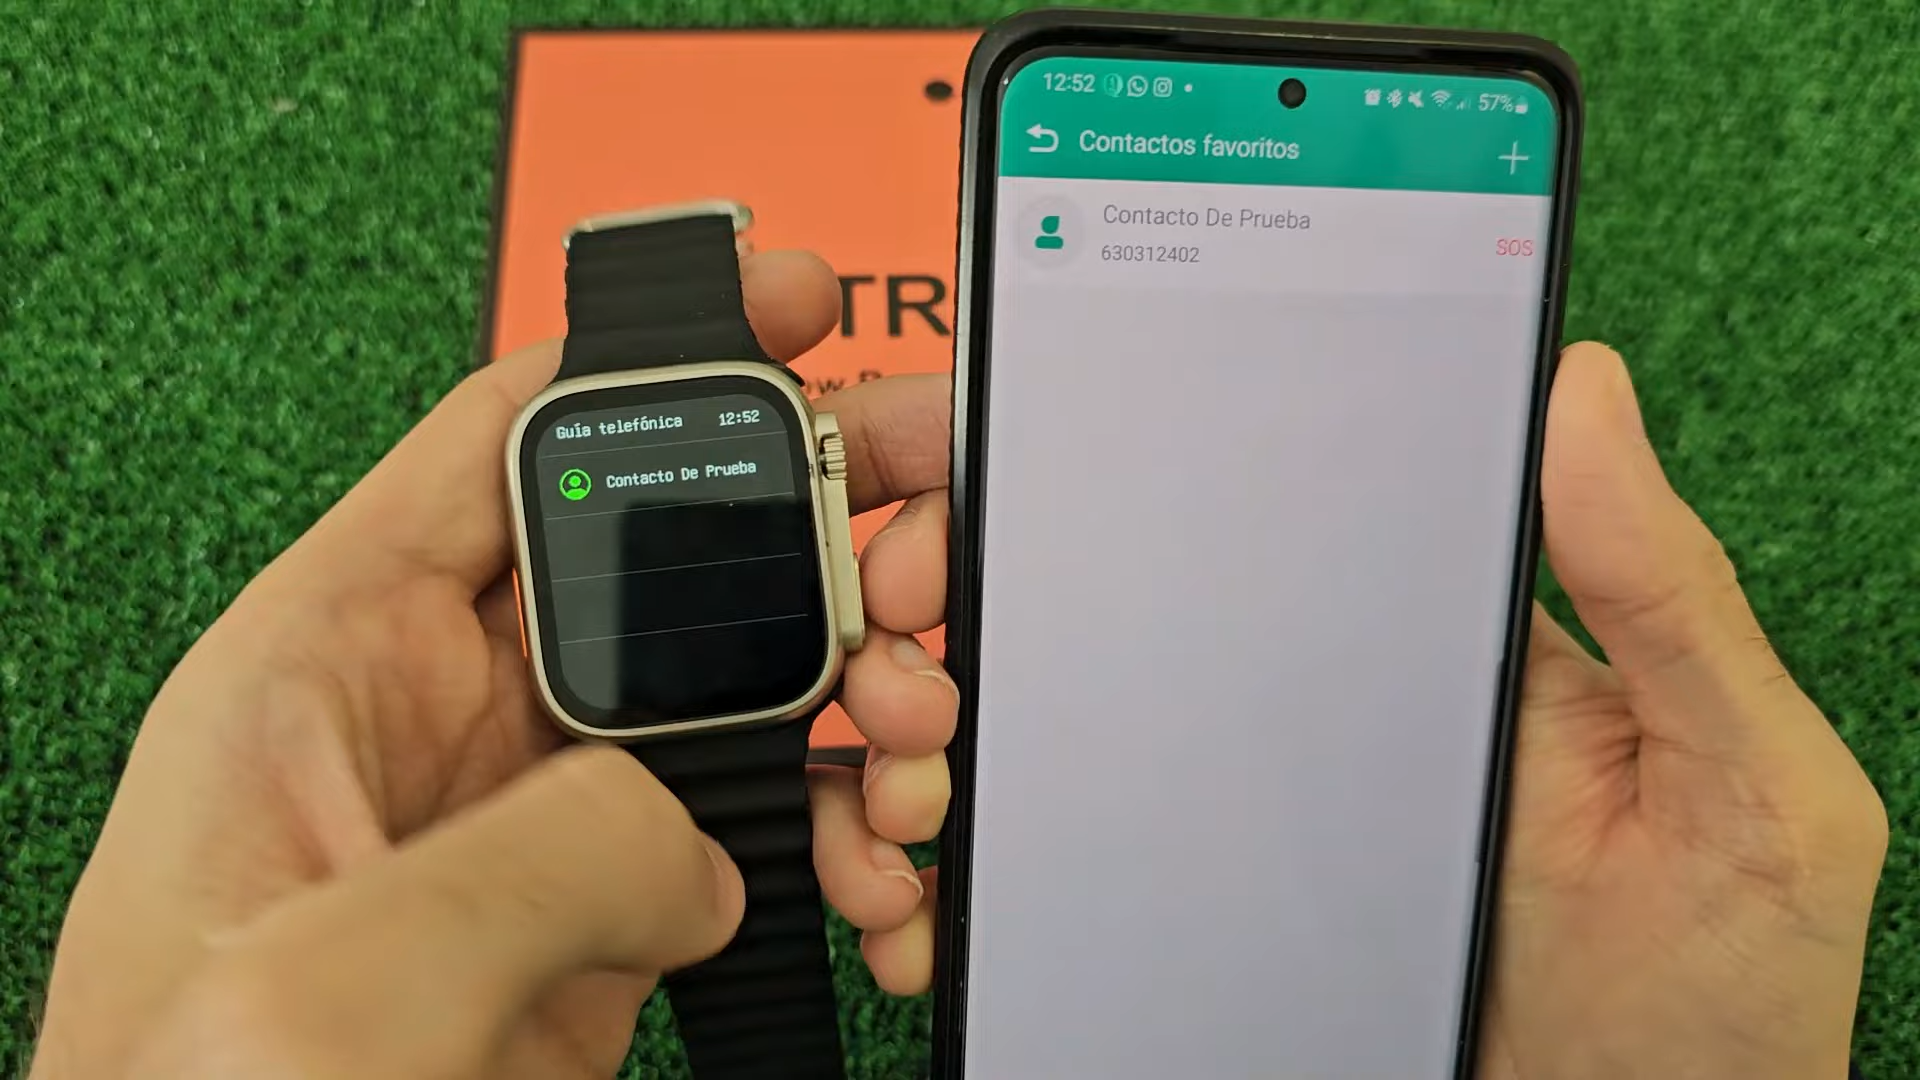 TR
12:52
57%
Contactos favoritos
Contacto De Prueba
630312402
SOS
Guía telefónica 12:52
Contacto De Prueba